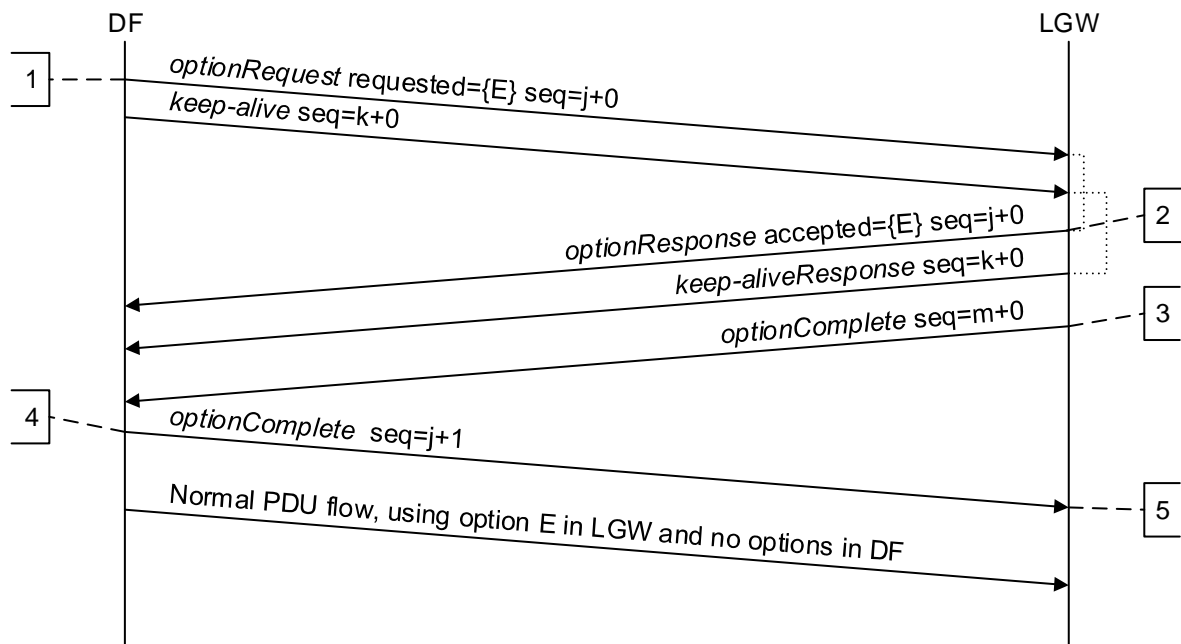 DF
LGW
1
optionRequest requested={E} seq=j+0
keep-alive seq=k+0
2
optionResponse accepted={E} seq=j+0
keep-aliveResponse seq=k+0
3
optionComplete seq=m+0
4
optionComplete  seq=j+1
Normal PDU flow, using option E in LGW and no options in DF
5